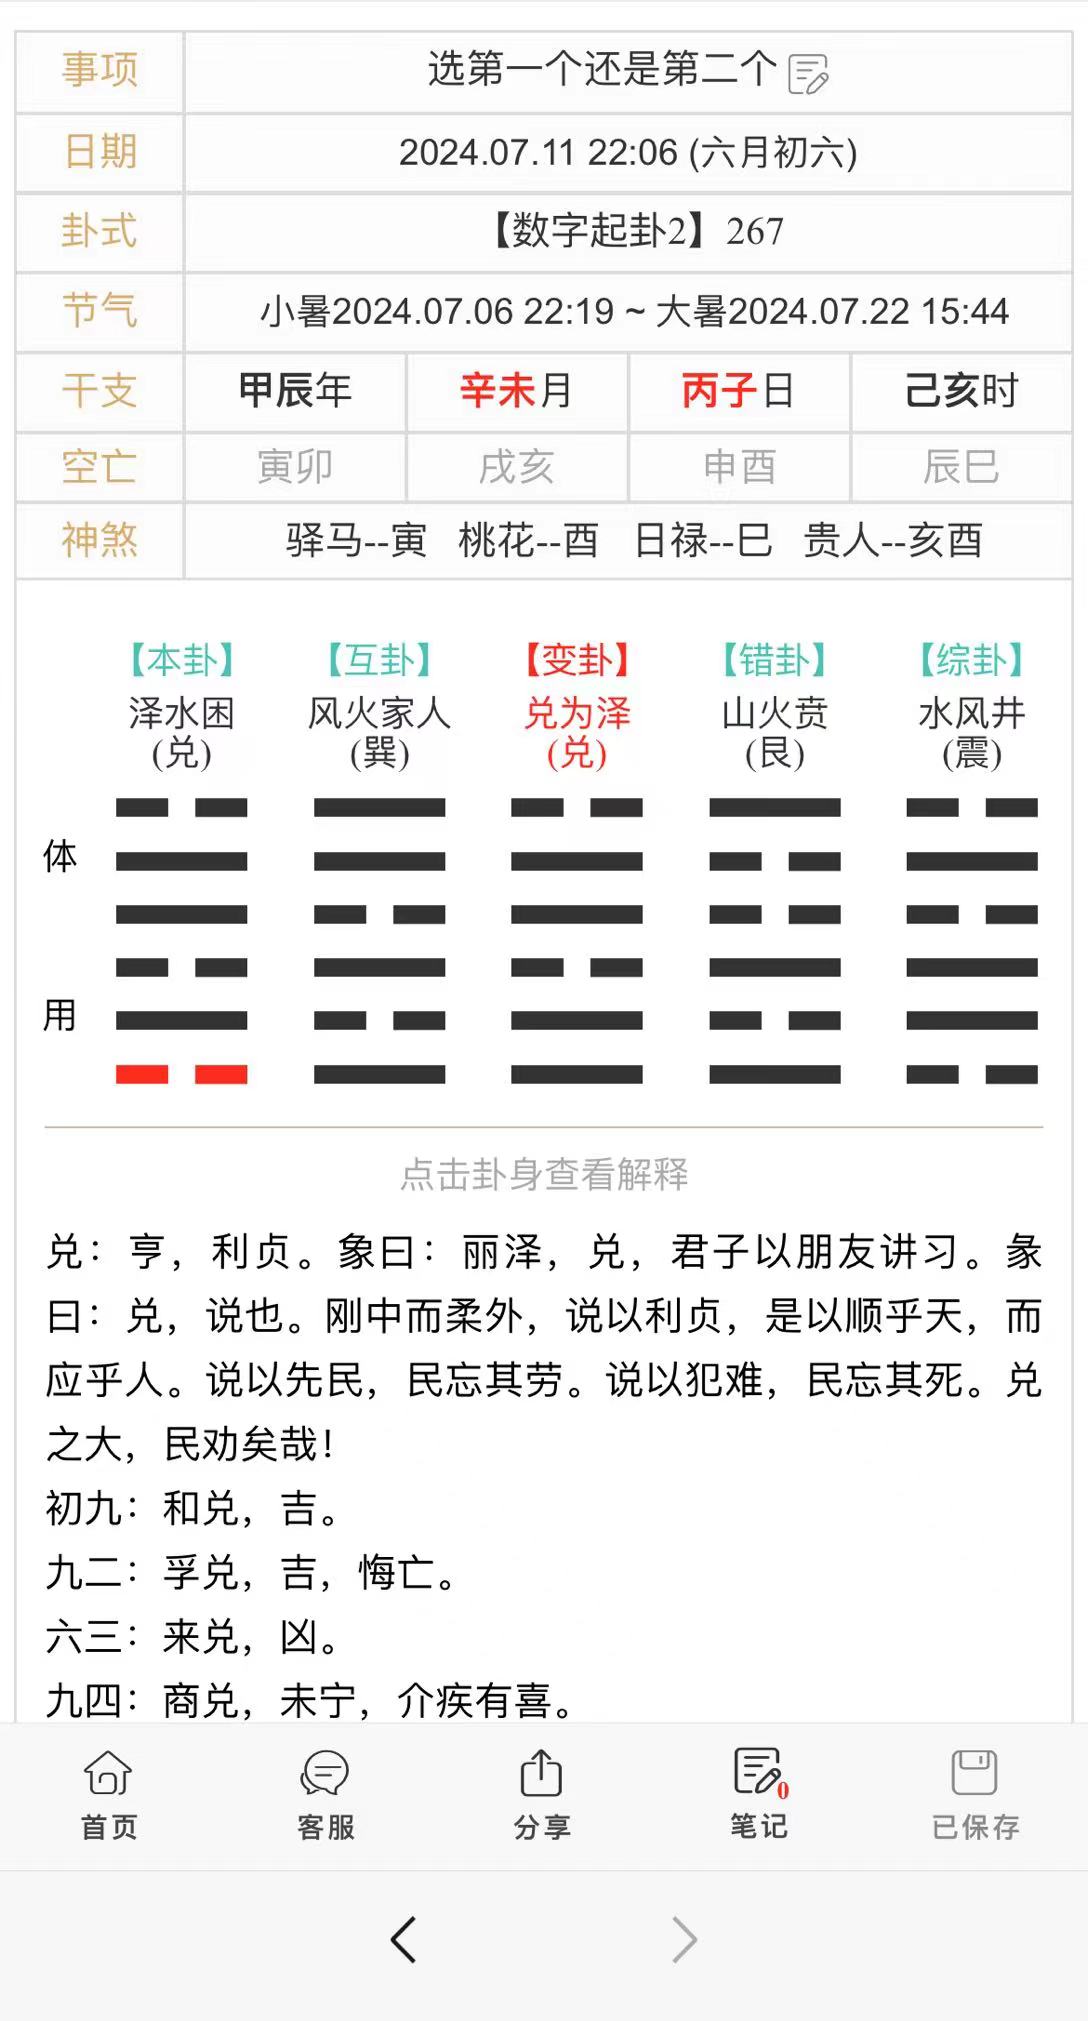 事项 选第一个还是第二个
日期 2024.07.11 22:06 (六月初六)
卦式 【数字起卦2】267
节气 小暑2024.07.06 22:19 ~ 大暑2024.07.22 15:44
干支 甲辰年 辛未月 丙子日 己亥时
空亡 寅卯 戌亥 申酉 辰巳
神煞 驿马--寅 桃花--酉 日禄--巳 贵人--亥酉
【本卦】 【互卦】 【变卦】 【错卦】 【综卦】
泽水困 风火家人 兑为泽 山火贲 水风井
(兑) (巽) (兑) (艮) (震)
体
用
点击卦身查看解释
兑：亨，利贞。象曰：丽泽，兑，君子以朋友讲习。彖
曰：兑，说也。刚中而柔外，说以利贞，是以顺乎天，而
应乎人。说以先民，民忘其劳。说以犯难，民忘其死。兑
之大，民劝矣哉！
初九：和兑，吉。
九二：孚兑，吉，悔亡。
六三：来兑，凶。
九四：商兑，未宁，介疾有喜。
0
首页 客服 分享 笔记 已保存